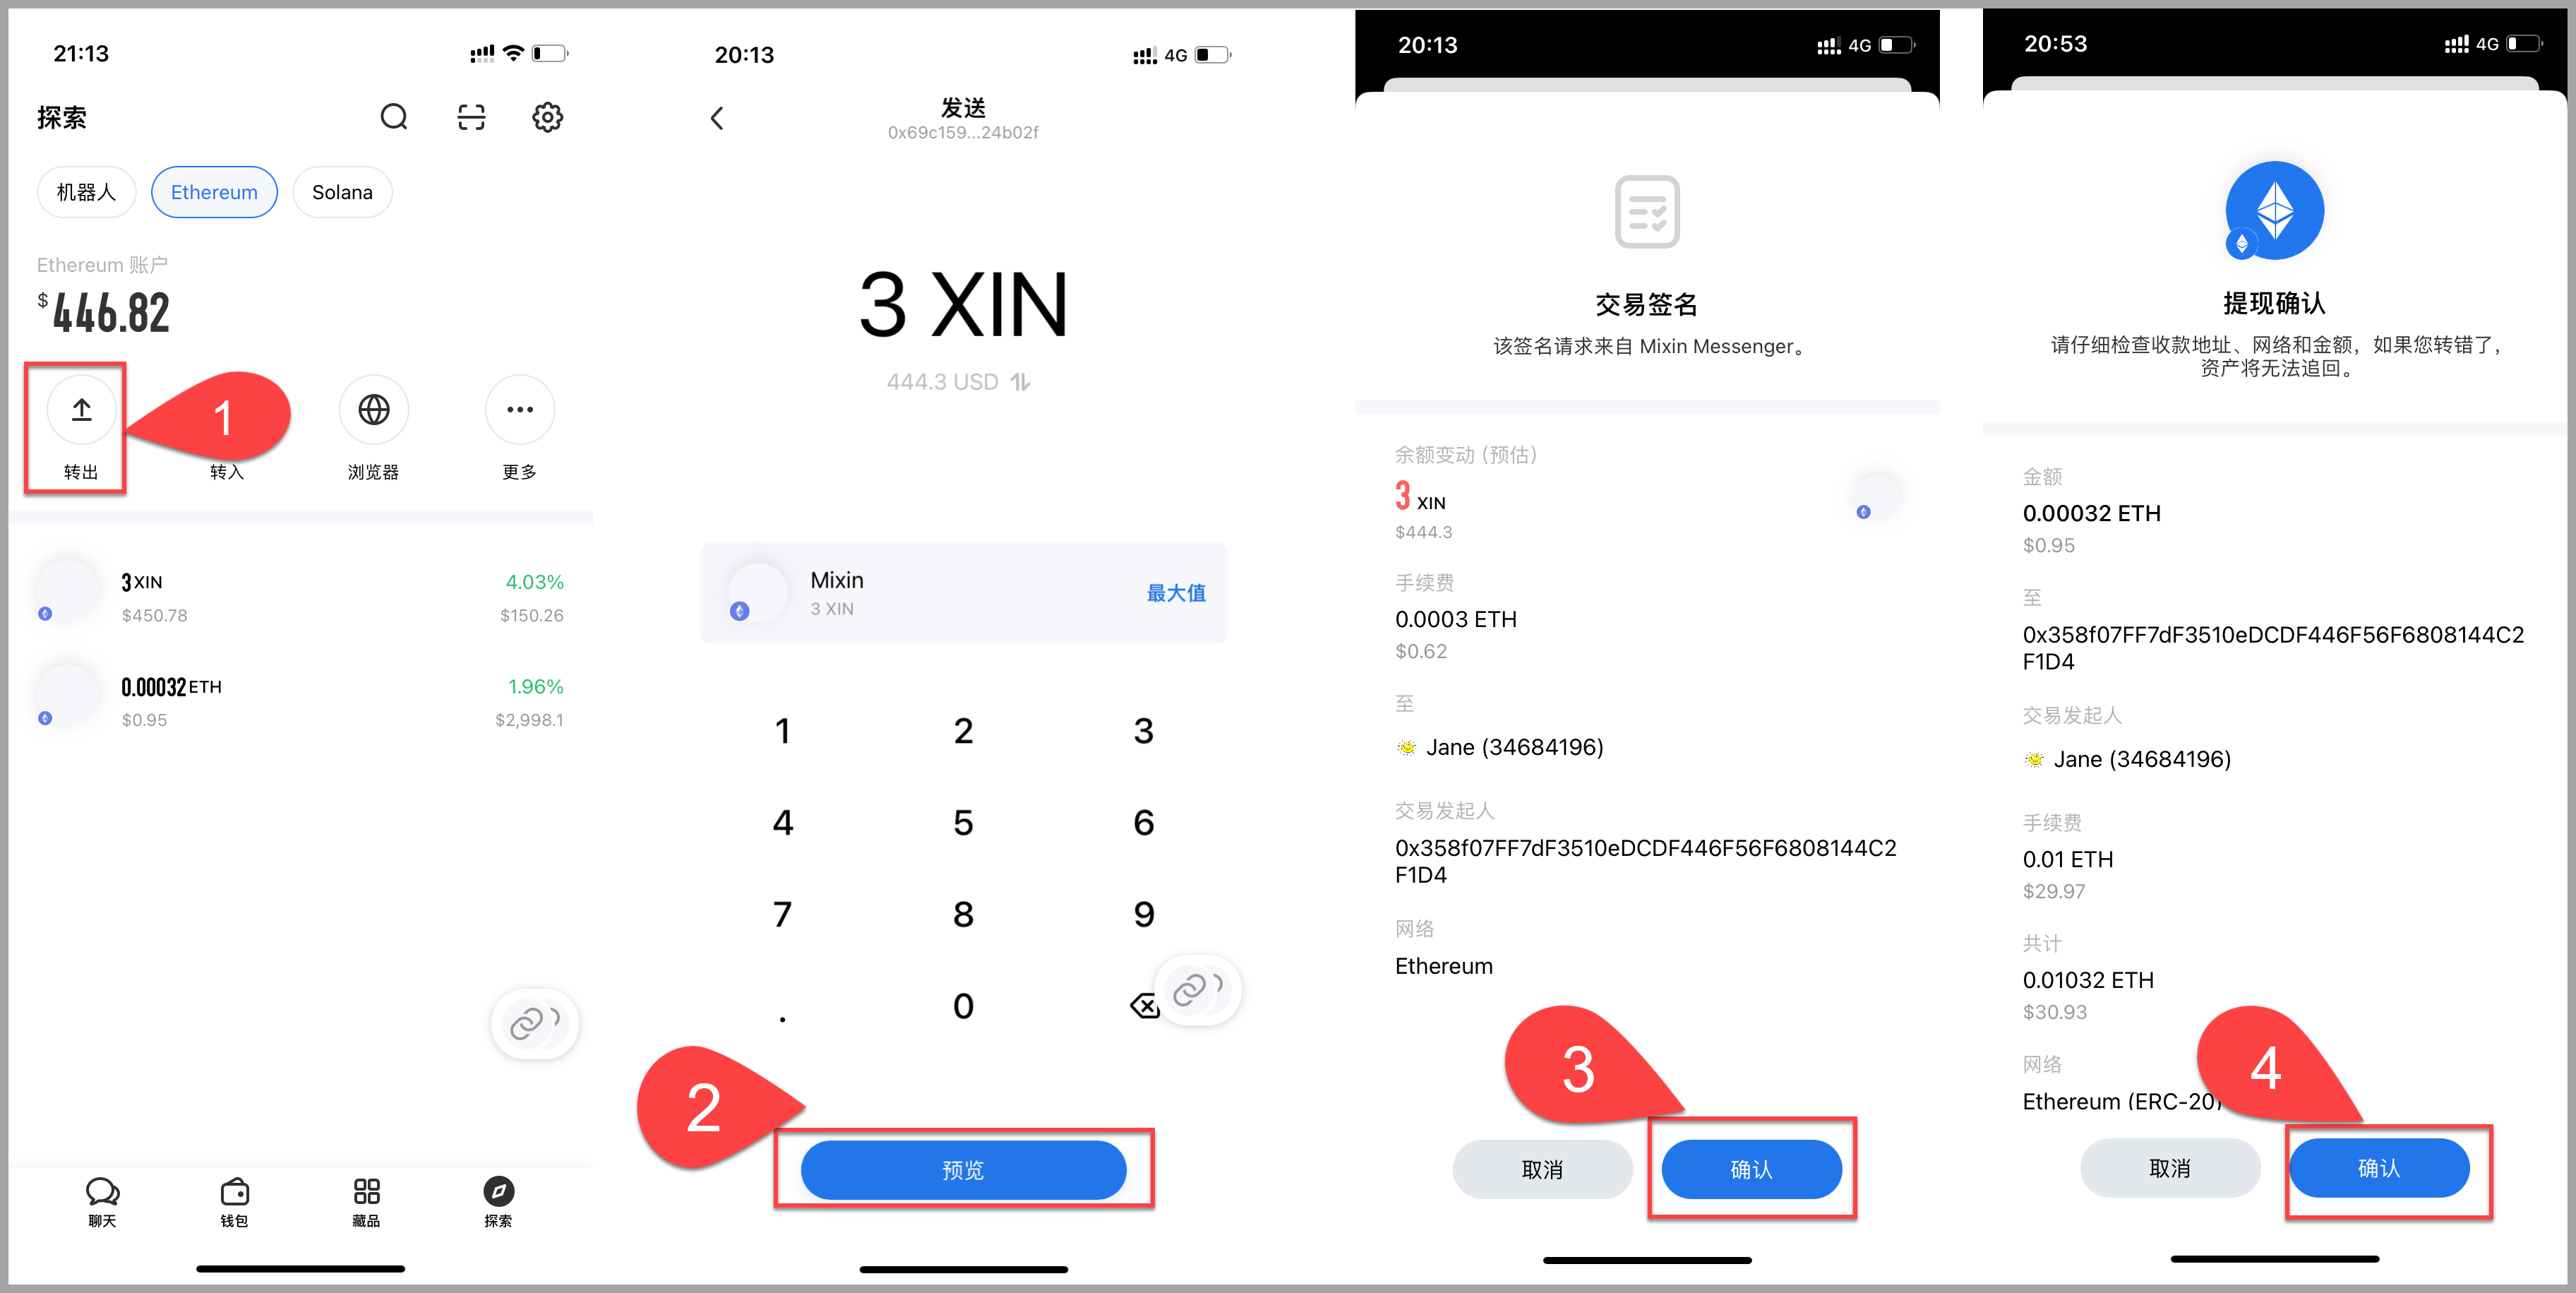 21:13
探索
机器人
Ethereum
Solana
Ethereum 账户
$446.82
1
转出
转入
浏览器
更多
3 XIN
4.03%
$450.78
$150.26
0.00032 ETH
1.96%
$0.95
$2,998.1
聊天
钱包
藏品
探索
20:13
4G
发送
0x69c159...24b02f
3 XIN
444.3 USD
Mixin
3 XIN
最大值
1
2
3
4
5
6
7
8
9
.
0
2
预览
20:13
4G
交易签名
该签名请求来自 Mixin Messenger。
余额变动 (预估)
3 XIN
$444.3
手续费
0.0003 ETH
$0.62
至
Jane (34684196)
交易发起人
0x358f07FF7dF3510eDCDF446F56F6808144C2
F1D4
网络
Ethereum
3
取消
确认
20:53
4G
提现确认
请仔细检查收款地址、网络和金额，如果您转错了，
资产将无法追回。
金额
0.00032 ETH
$0.95
至
0x358f07FF7dF3510eDCDF446F56F6808144C2
F1D4
交易发起人
Jane (34684196)
手续费
0.01 ETH
$29.97
共计
0.01032 ETH
$30.93
网络
Ethereum (ERC-20)
4
取消
确认